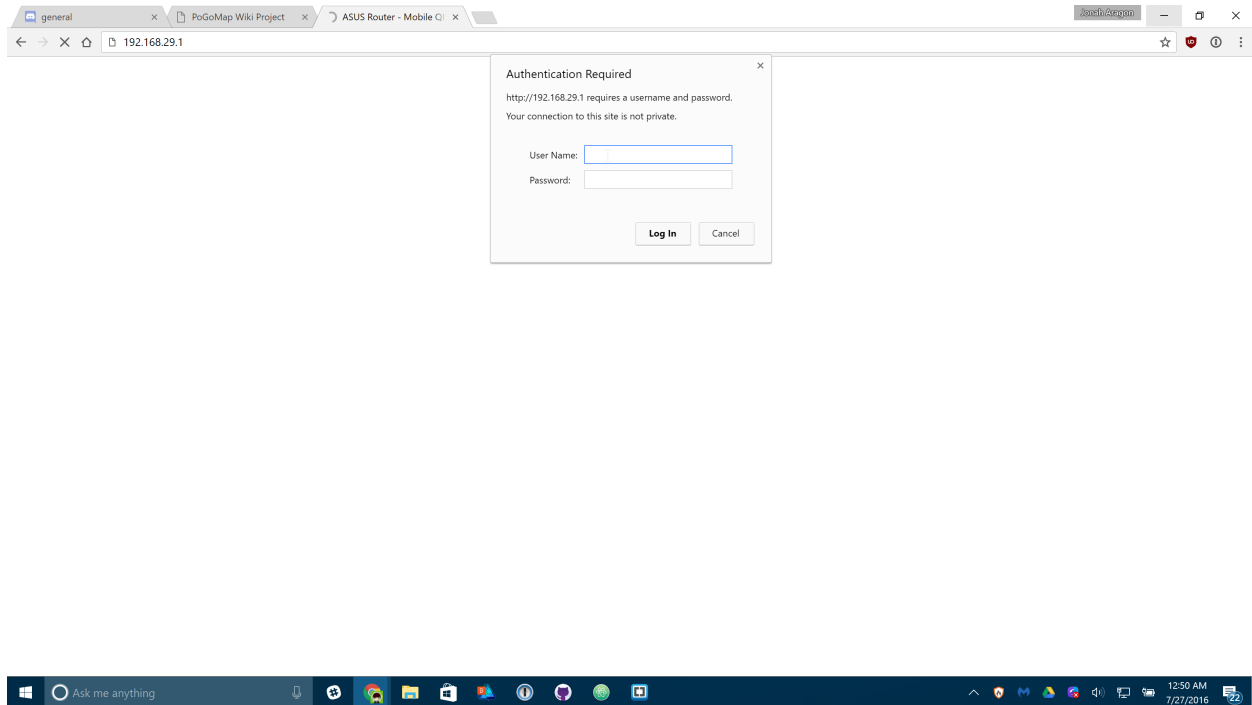 general
PoGoMap Wiki Project
ASUS Router - Mobile Q
Jonah Aragon
192.168.29.1
Authentication Required
http://192.168.29.1 requires a username and password.
Your connection to this site is not private.
User Name:
Password:
Log In
Cancel
Ask me anything
12:50 AM
7/27/2016
22